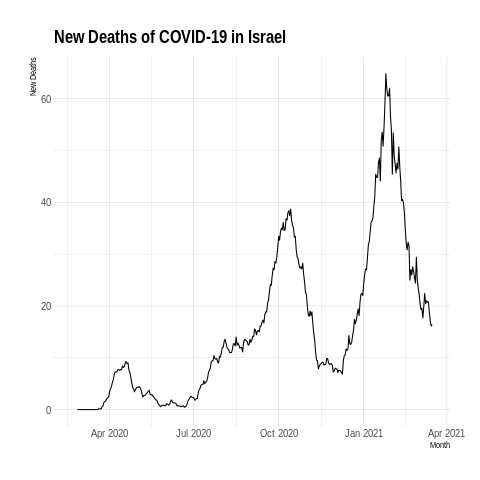 New Deaths of COVID-19 in Israel
New Deaths
60
40
20
0
Apr 2020
Jul 2020
Oct 2020
Jan 2021
Apr 2021
Month